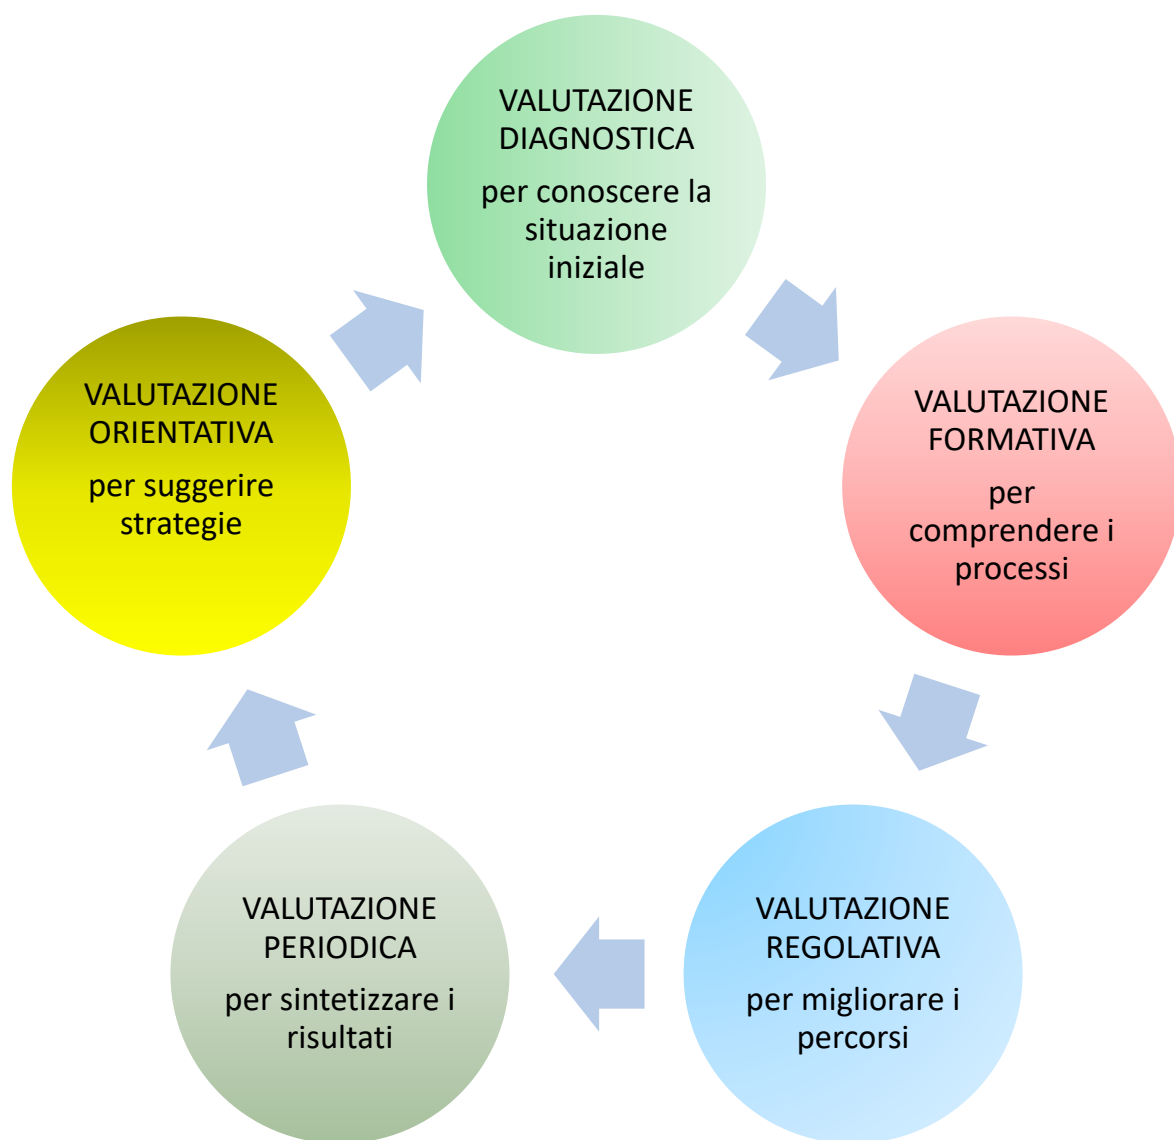 VALUTAZIONE
DIAGNOSTICA
per conoscere la
situazione
iniziale
VALUTAZIONE
FORMATIVA
per
comprendere i
processi
VALUTAZIONE
REGOLATIVA
per migliorare i
percorsi
VALUTAZIONE
PERIODICA
per sintetizzare i
risultati
VALUTAZIONE
ORIENTATIVA
per suggerire
strategie